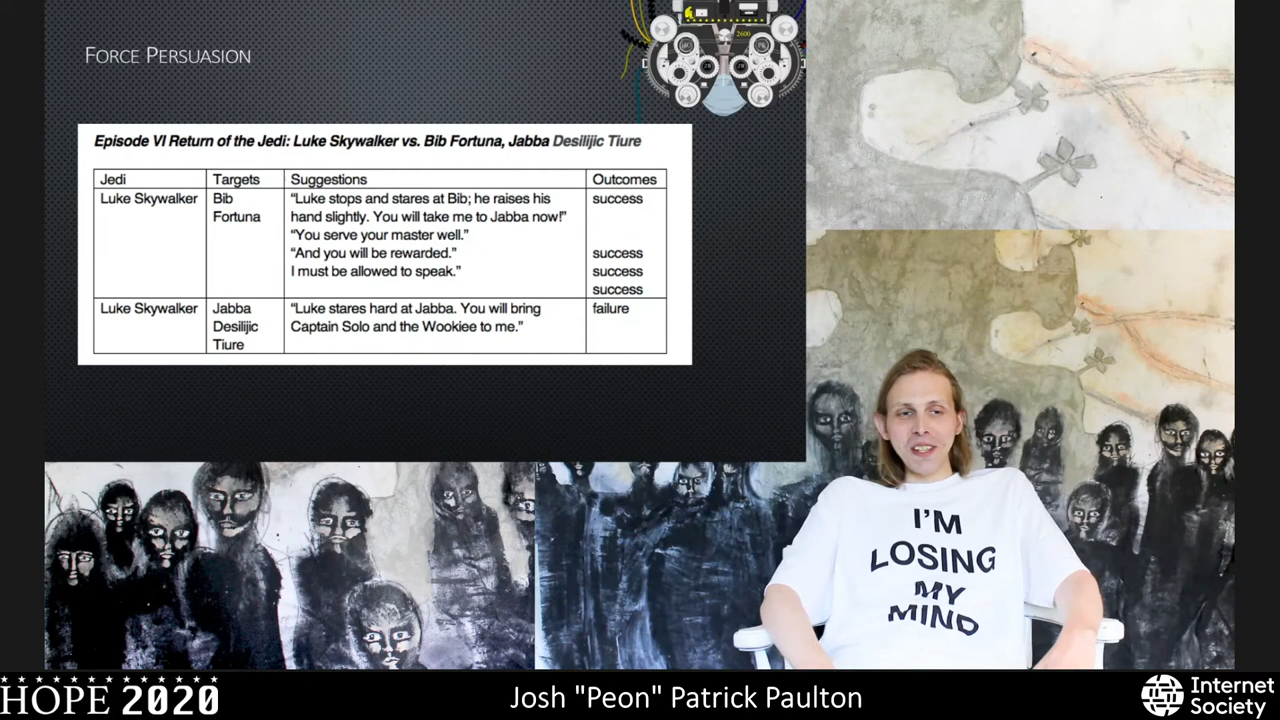 FORCE PERSUASION
2600
Episode VI Return of the Jedi: Luke Skywalker vs. Bib Fortuna, Jabba Desilijic Tiure
Jedi Targets Suggestions Outcomes
Luke Skywalker Bib “Luke stops and stares at Bib; he raises his success
Fortuna hand slightly. You will take me to Jabba now!”
“You serve your master well.”
“And you will be rewarded.” success
I must be allowed to speak.” success
success
Luke Skywalker Jabba “Luke stares hard at Jabba. You will bring failure
Desilijic Captain Solo and the Wookiee to me.”
Tiure
I'M
LOSING
MY
MIND
HOPE 2020
Josh "Peon" Patrick Paulton
Internet
Society